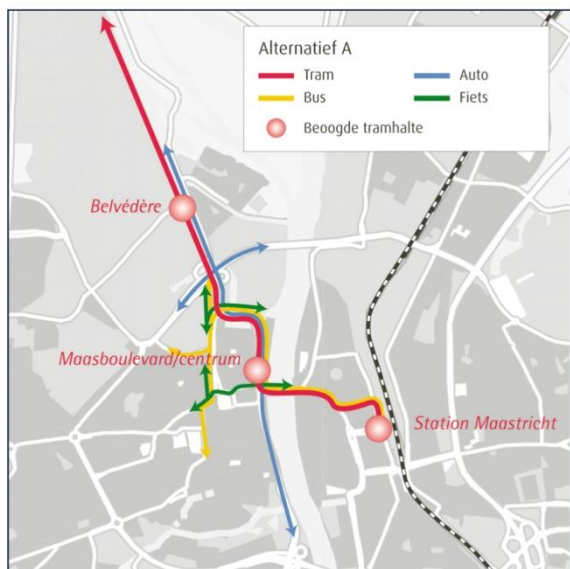 Alternatief A
Tram
Auto
Bus
Fiets
Beoogde tramhalte
Belvédère
Maasboulevard/centrum
Station Maastricht